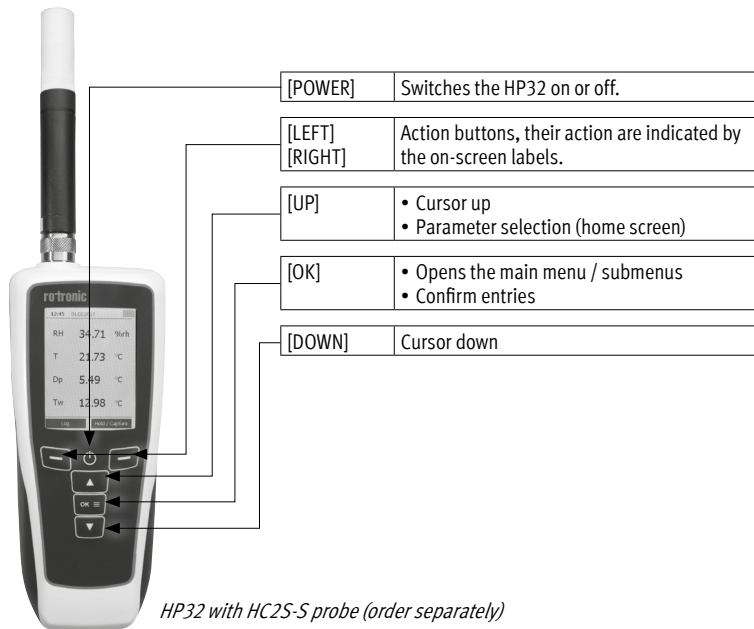 [POWER] Switches the HP32 on or off.
[LEFT] Action buttons, their action are indicated by
[RIGHT] the on-screen labels.
[UP] • Cursor up
• Parameter selection (home screen)
[OK] • Opens the main menu / submenus
• Confirm entries
[DOWN] Cursor down
rotronic
12:45
RH 34.71 %rh
T 21.73 °C
Dp 5.49 °C
Tw 12.98 °C
Log Hold / Capture
OK
HP32 with HC2S-S probe (order separately)